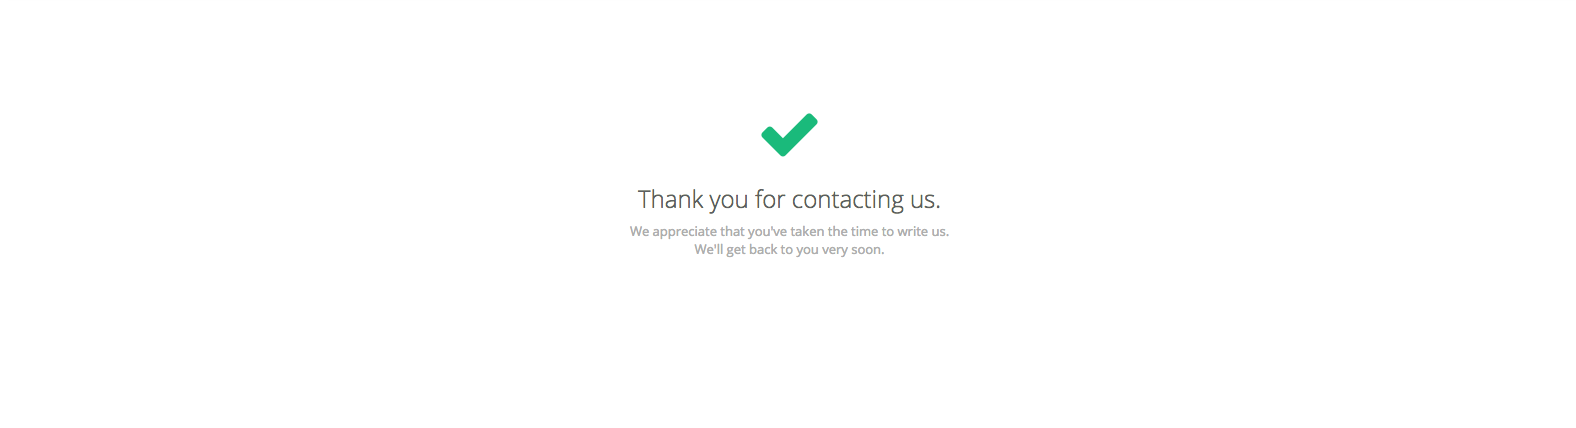 Thank you for contacting us.
We appreciate that you've taken the time to write us.
We'll get back to you very soon.